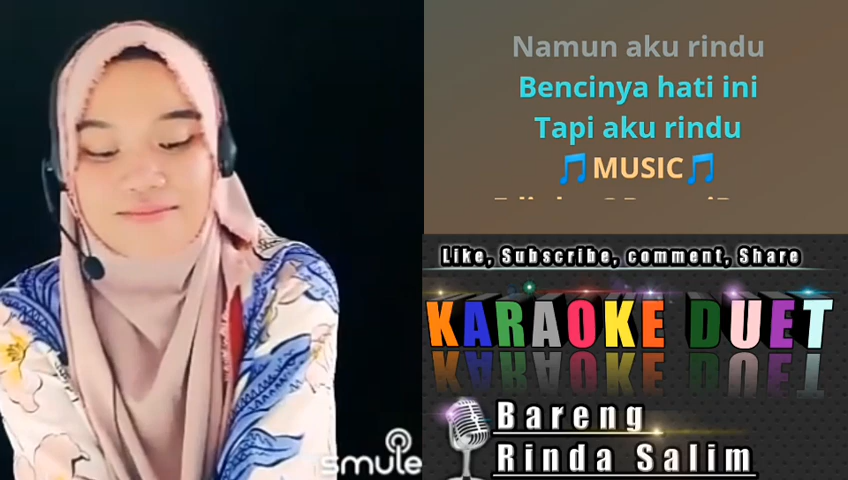 Namun aku rindu
Bencinya hati ini
Tapi aku rindu
🎵MUSIC🎵
Like, Subscribe, comment, Share
KARAOKE DUET
Bareng
Rinda Salim
smule